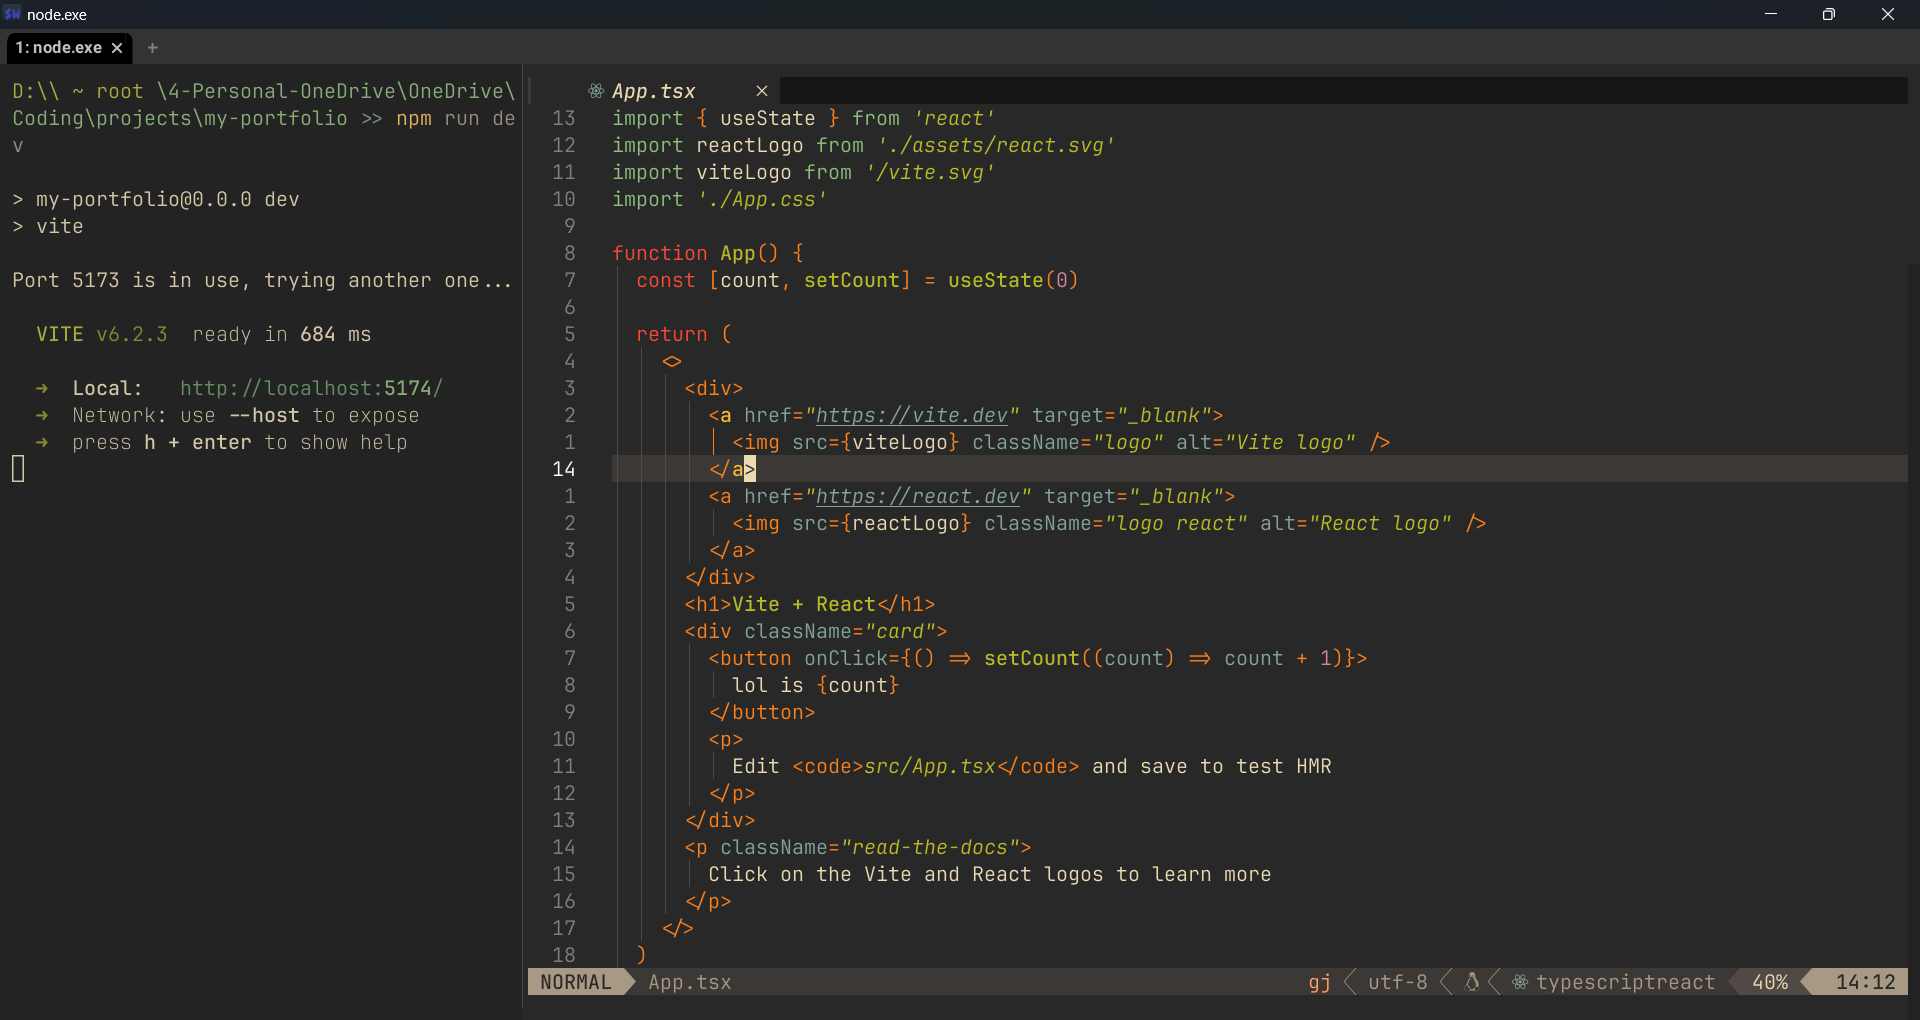 SW node.exe
1: node.exe × +
D:\\ ~ root \4-Personal-OneDrive\OneDrive\
Coding\projects\my-portfolio >> npm run de
v
> my-portfolio@0.0.0 dev
> vite
Port 5173 is in use, trying another one...
VITE v6.2.3 ready in 684 ms
➜ Local: http://localhost:5174/
➜ Network: use --host to expose
➜ press h + enter to show help
App.tsx ×
13 import { useState } from 'react'
12 import reactLogo from './assets/react.svg'
11 import viteLogo from '/vite.svg'
10 import './App.css'
9
8 function App() {
7 const [count, setCount] = useState(0)
6
5 return (
4 <>
3 <div>
2 <a href="https://vite.dev" target="_blank">
1 <img src={viteLogo} className="logo" alt="Vite logo" />
14 </a>
1 <a href="https://react.dev" target="_blank">
2 <img src={reactLogo} className="logo react" alt="React logo" />
3 </a>
4 </div>
5 <h1>Vite + React</h1>
6 <div className="card">
7 <button onClick={() => setCount((count) => count + 1)}>
8 lol is {count}
9 </button>
10 <p>
11 Edit <code>src/App.tsx</code> and save to test HMR
12 </p>
13 </div>
14 <p className="read-the-docs">
15 Click on the Vite and React logos to learn more
16 </p>
17 </>
18 )
NORMAL App.tsx gj utf-8 typescriptreact 40% 14:12